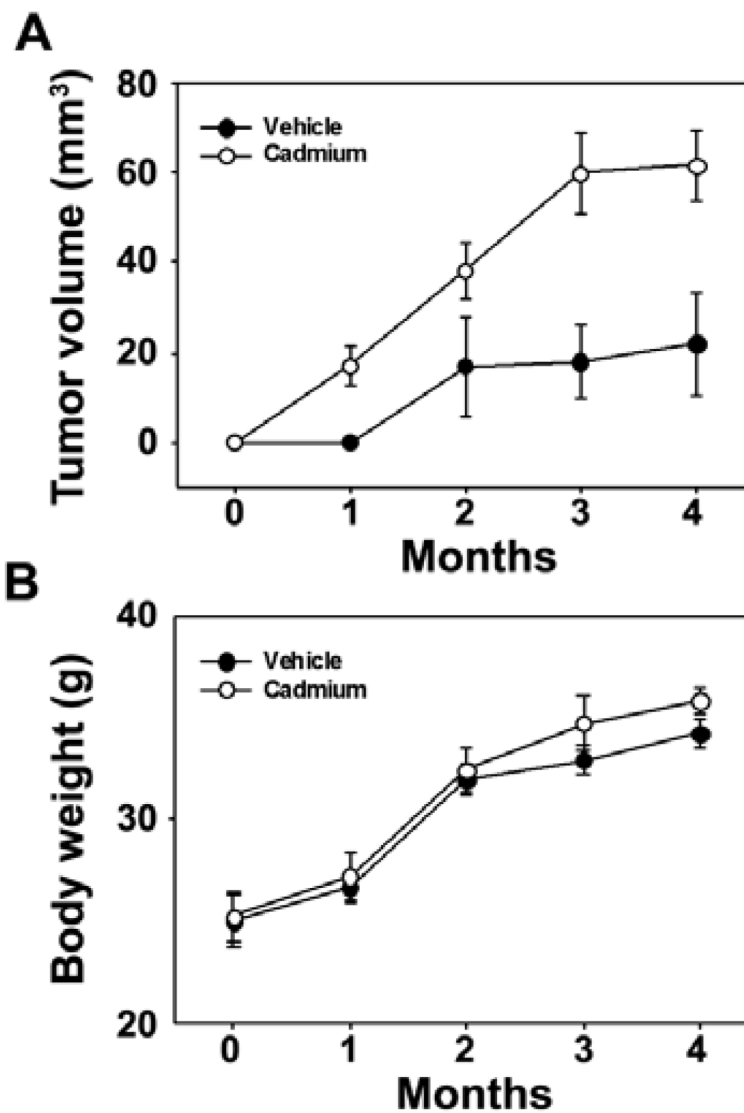 A
Tumor volume (mm³)
80
60
40
20
0
Vehicle
Cadmium
0 1 2 3 4
Months
B
Body weight (g)
40
30
20
Vehicle
Cadmium
0 1 2 3 4
Months